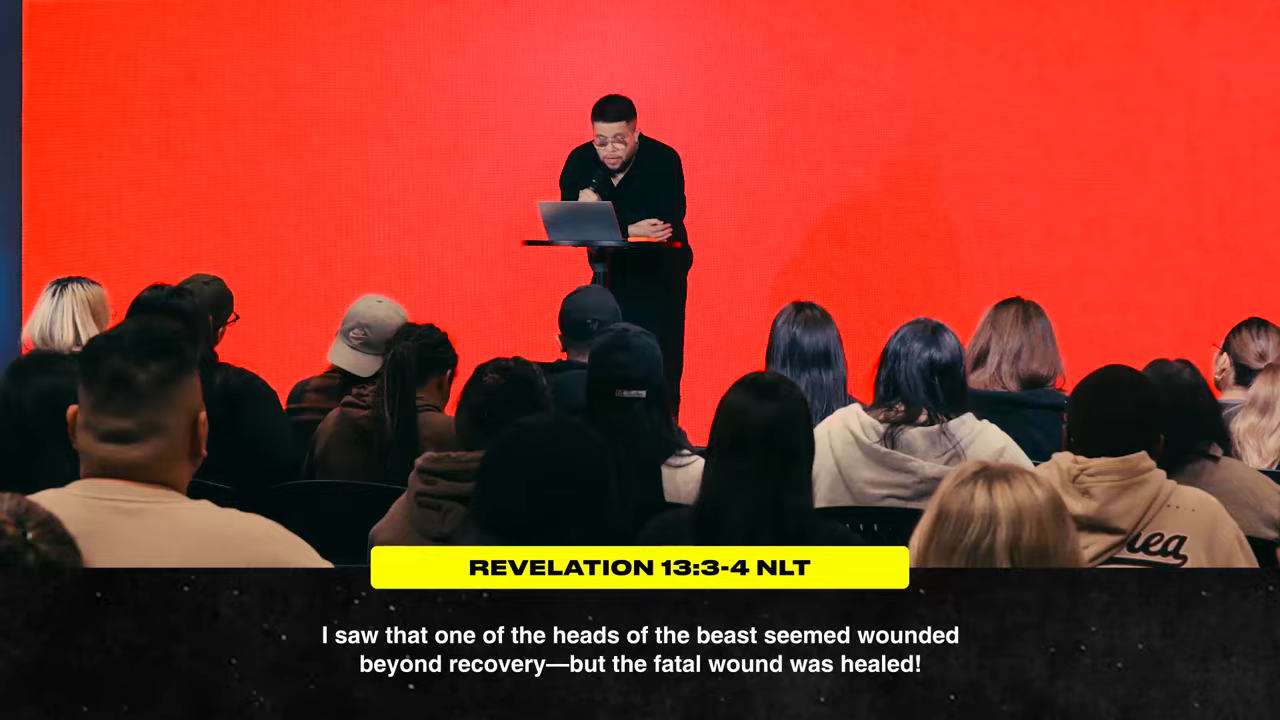 REVELATION 13:3-4 NLT
I saw that one of the heads of the beast seemed wounded
beyond recovery—but the fatal wound was healed!